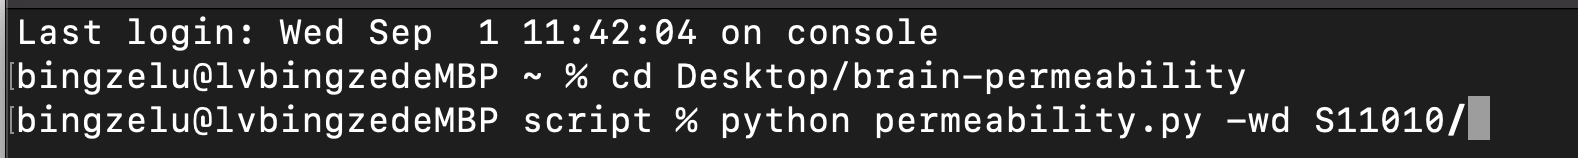 Last login: Wed Sep  1 11:42:04 on console
[bingzelu@lvbingzedeMBP ~ % cd Desktop/brain-permeability
[bingzelu@lvbingzedeMBP script % python permeability.py -wd S11010/